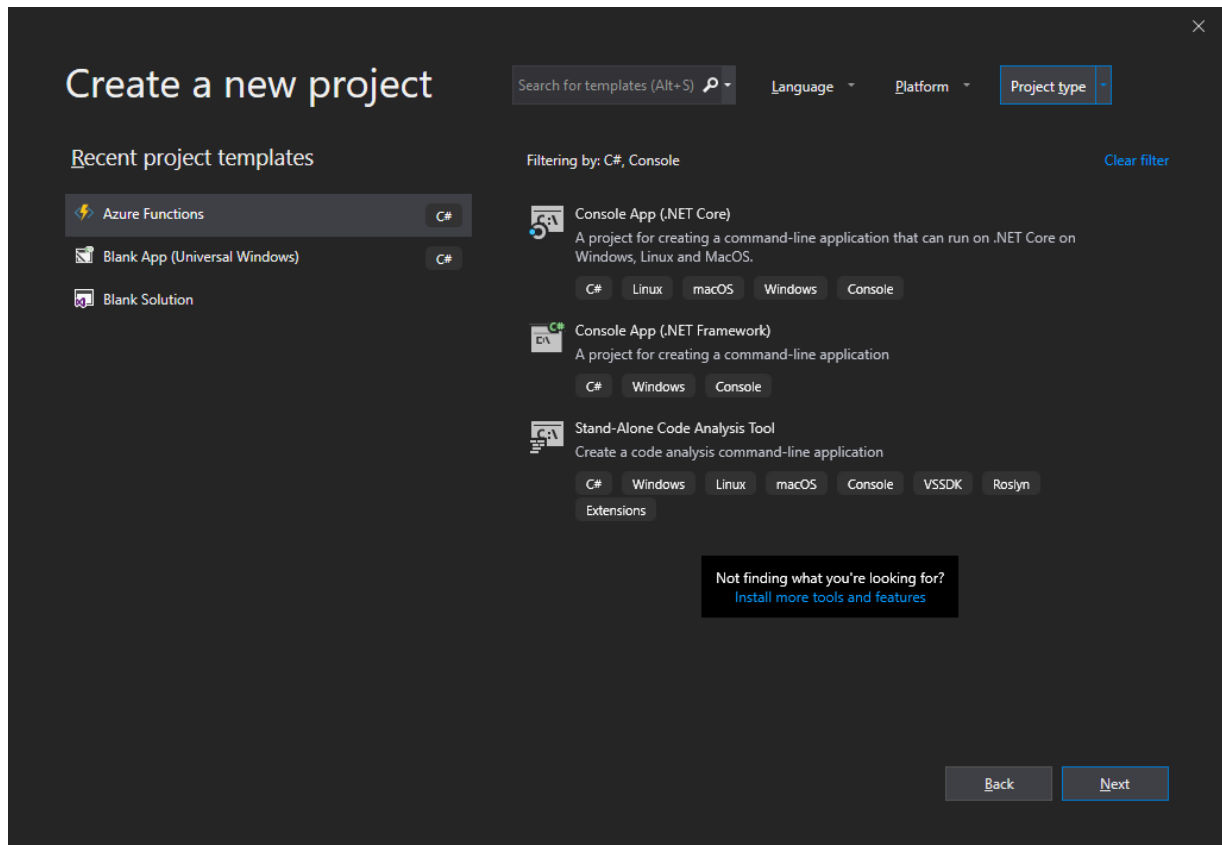 Create a new project
Search for templates (Alt+S)
Language
Platform
Project type
Recent project templates
Azure Functions
C#
Blank App (Universal Windows)
C#
Blank Solution
Filtering by: C#, Console
Clear filter
C:\
Console App (.NET Core)
A project for creating a command-line application that can run on .NET Core on
Windows, Linux and MacOS.
C# Linux macOS Windows Console
C#
C:\
Console App (.NET Framework)
A project for creating a command-line application
C# Windows Console
C:\
Stand-Alone Code Analysis Tool
Create a code analysis command-line application
C# Windows Linux macOS Console VSSDK Roslyn
Extensions
Not finding what you're looking for?
Install more tools and features
Back
Next